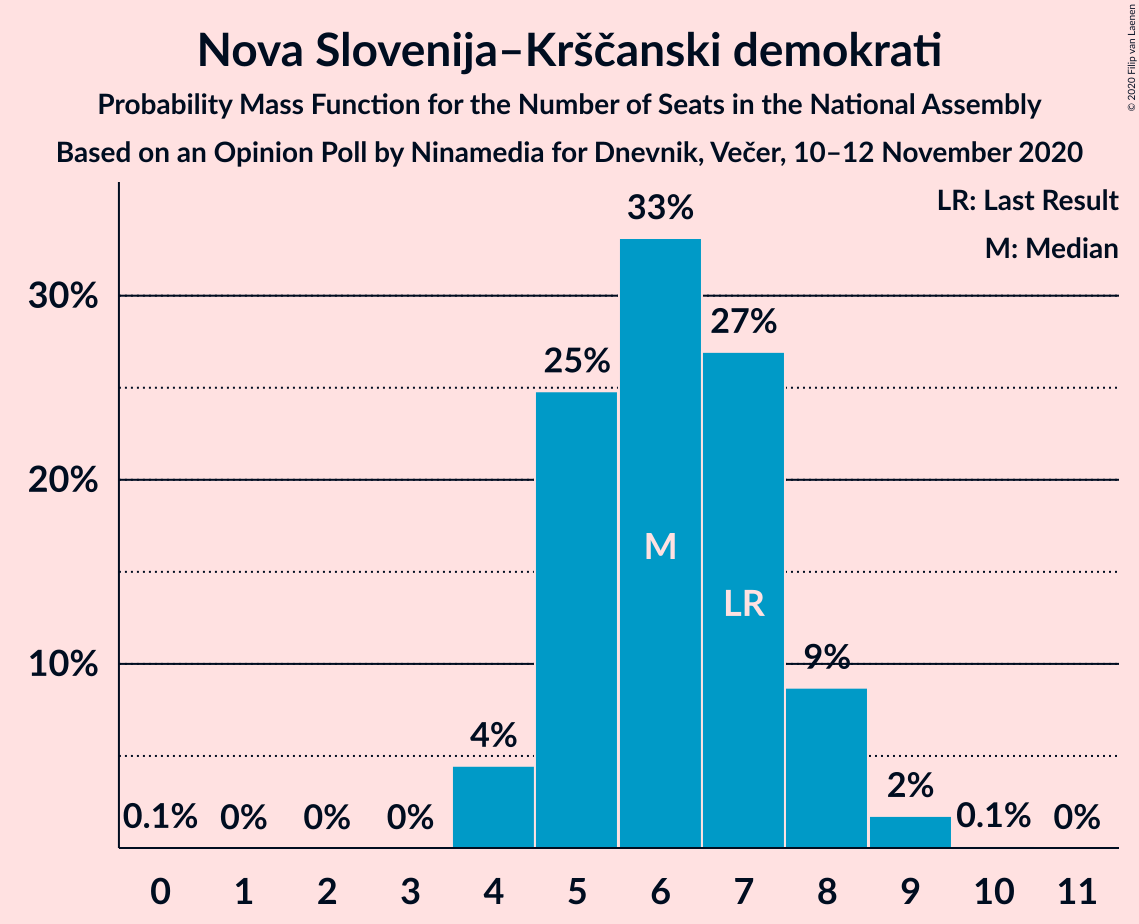 Nova Slovenija–Krščanski demokrati
Probability Mass Function for the Number of Seats in the National Assembly
Based on an Opinion Poll by Ninamedia for Dnevnik, Večer, 10–12 November 2020
© 2020 Filip van Laenen
LR: Last Result
M: Median
33%
30%
27%
25%
20%
M
LR
10%
9%
4%
2%
0.1% 0% 0% 0% 0.1% 0%
0 1 2 3 4 5 6 7 8 9 10 11